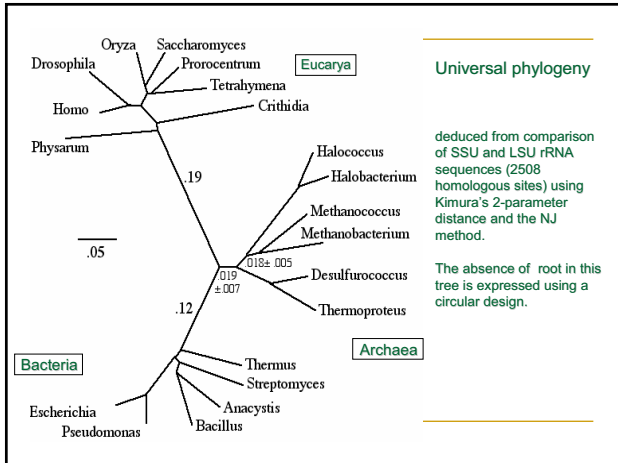 Oryza
Saccharomyces
Prorocentrum
Drosophila
Tetrahymena
Homo
Crithidia
Physarum
Eucarya
.19
.05
Halococcus
Halobacterium
Methanococcus
Methanobacterium
.018± .005
.019
±.007
Desulfurococcus
Thermoproteus
Archaea
.12
Bacteria
Thermus
Streptomyces
Escherichia
Anacystis
Pseudomonas
Bacillus
Universal phylogeny
deduced from comparison
of SSU and LSU rRNA
sequences (2508
homologous sites) using
Kimura's 2-parameter
distance and the NJ
method.
The absence of root in this
tree is expressed using a
circular design.